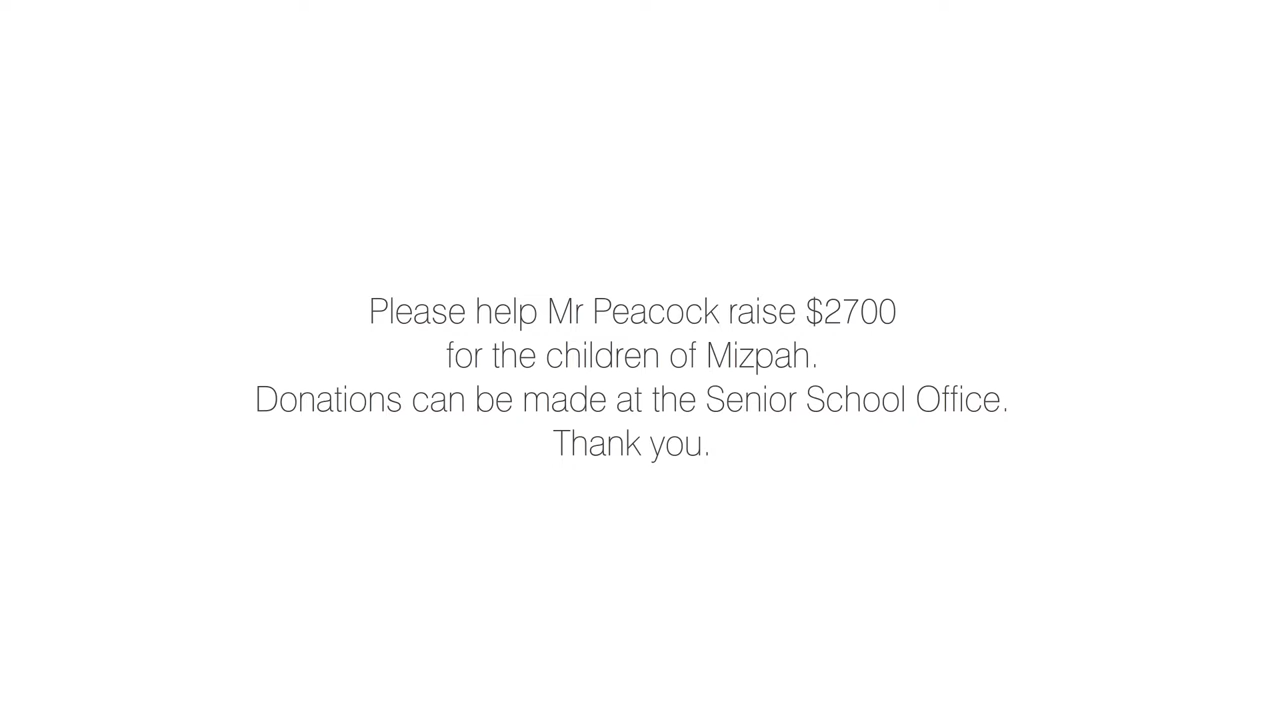 Please help Mr Peacock raise $2700
for the children of Mizpah.
Donations can be made at the Senior School Office.
Thank you.